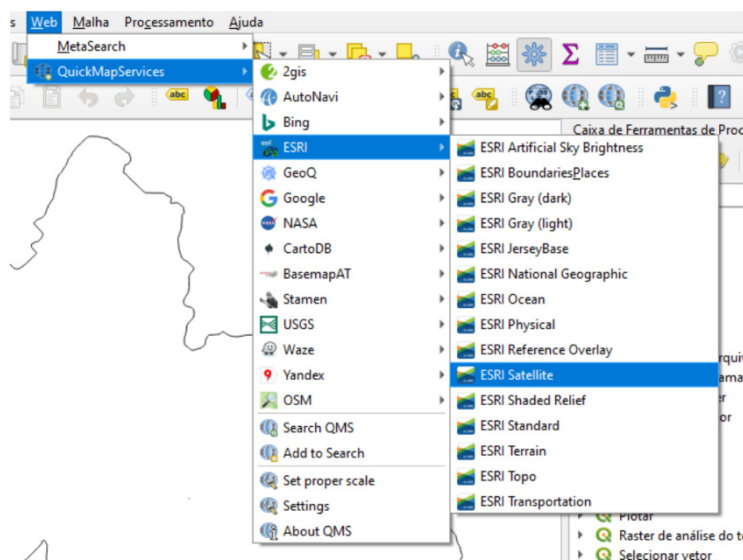 s Web Malha Processamento Ajuda
MetaSearch
QuickMapServices
abc
2gis
AutoNavi
Bing
ESRI
GeoQ
Google
NASA
CartoDB
BasemapAT
Stamen
USGS
Waze
Yandex
OSM
Search QMS
Add to Search
Set proper scale
Settings
About QMS
abc
Caixa de Ferramentas de Proc
ESRI Artificial Sky Brightness
ESRI BoundariesPlaces
ESRI Gray (dark)
ESRI Gray (light)
ESRI JerseyBase
ESRI National Geographic
ESRI Ocean
ESRI Physical
ESRI Reference Overlay
ESRI Satellite
ESRI Shaded Relief
ESRI Standard
ESRI Terrain
ESRI Topo
ESRI Transportation
Plotar
Raster de análise do t
Selecionar vetor